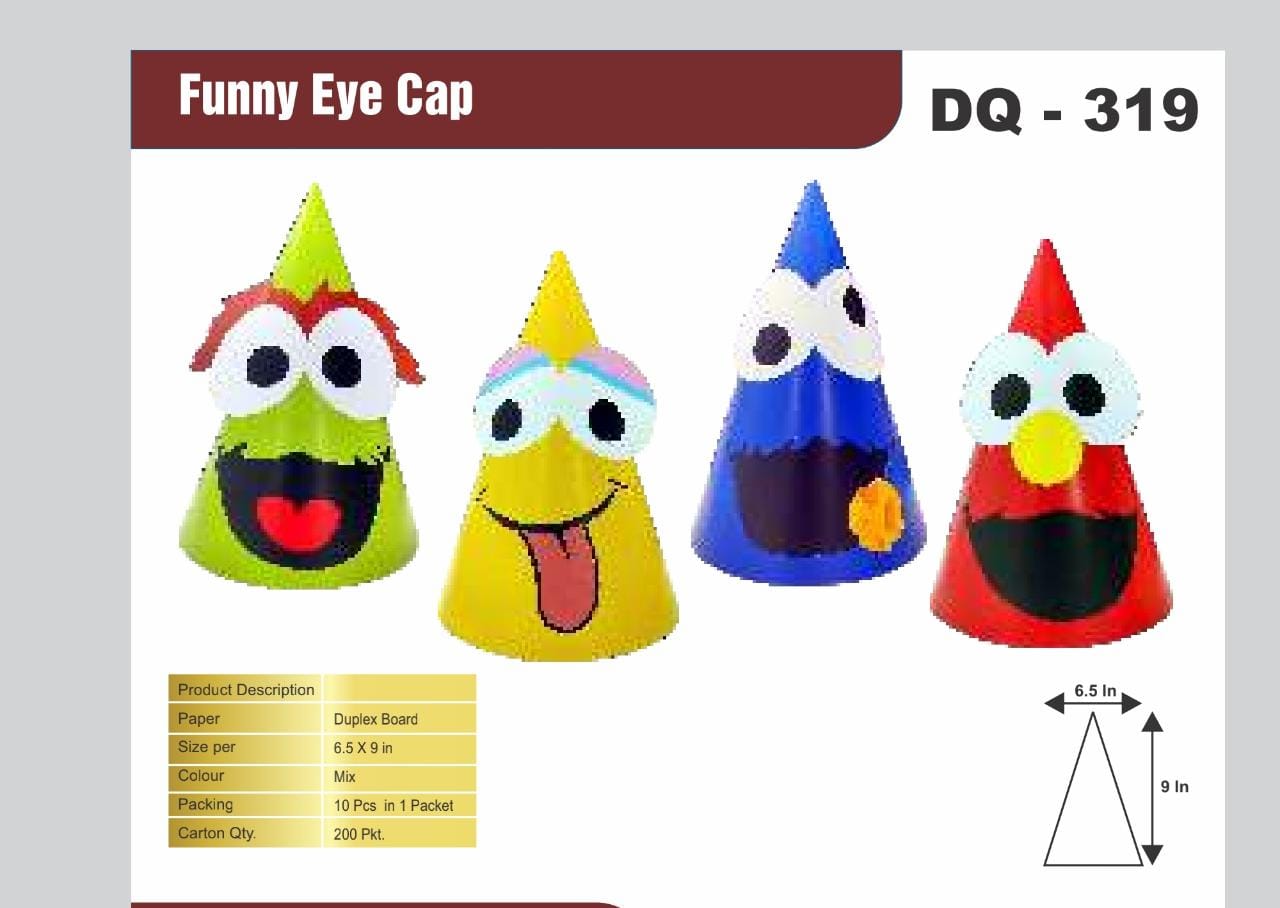 Funny Eye Cap
DQ - 319
Product Description
Paper Duplex Board
Size per 6.5 X 9 in
Colour Mix
Packing 10 Pcs in 1 Packet
Carton Qty. 200 Pkt.
6.5 In
9 In